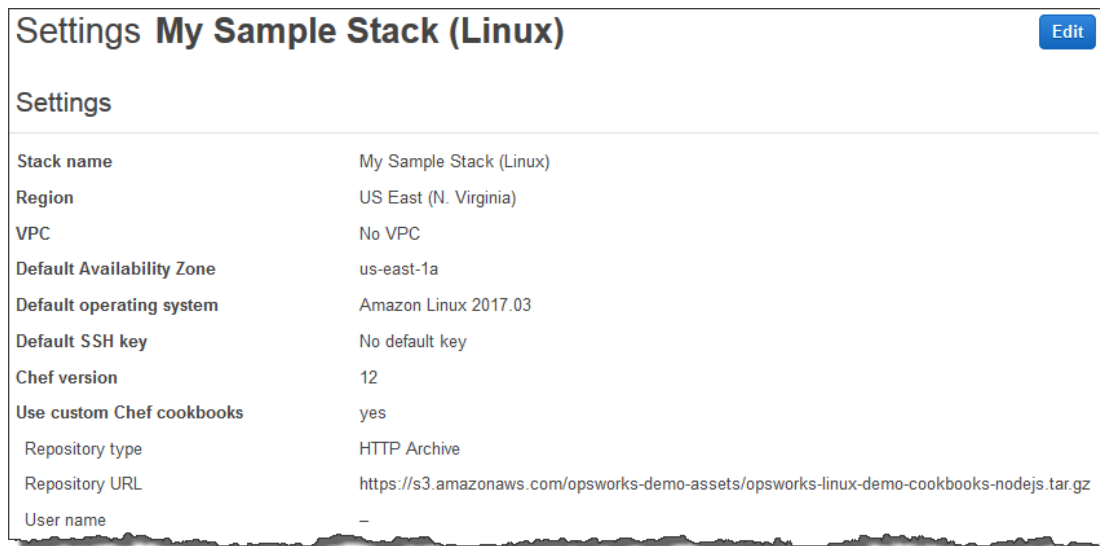 Settings My Sample Stack (Linux)
Edit
Settings
Stack name My Sample Stack (Linux)
Region US East (N. Virginia)
VPC No VPC
Default Availability Zone us-east-1a
Default operating system Amazon Linux 2017.03
Default SSH key No default key
Chef version 12
Use custom Chef cookbooks yes
Repository type HTTP Archive
Repository URL https://s3.amazonaws.com/opsworks-demo-assets/opsworks-linux-demo-cookbooks-nodejs.tar.gz
User name –